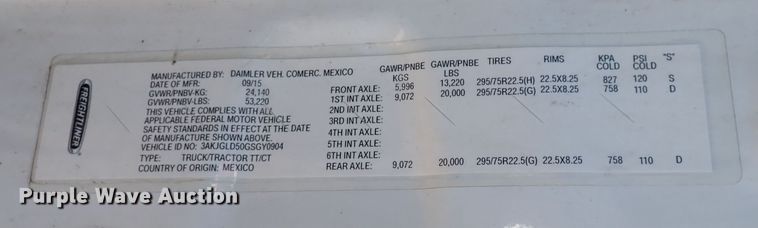 FREIGHTLINER
MANUFACTURED BY: DAIMLER VEH. COMERC. MEXICO
DATE OF MFR: 09/15
GVWR/PNBV-KG: 24,140
GVWR/PNBV-LBS: 53,220
THIS VEHICLE COMPLIES WITH ALL
APPLICABLE FEDERAL MOTOR VEHICLE
SAFETY STANDARDS IN EFFECT AT THE DATE
OF MANUFACTURE SHOWN ABOVE.
VEHICLE ID NO: 3AKJGLD50GSGY0904
TYPE: TRUCK/TRACTOR TT/CT
COUNTRY OF ORIGIN: MEXICO
GAWR/PNBE KGS GAWR/PNBE LBS TIRES RIMS KPA COLD PSI COLD "S"
FRONT AXLE: 5,996 13,220 295/75R22.5(H) 22.5X8.25 827 120 S
1ST INT AXLE: 9,072 20,000 295/75R22.5(G) 22.5X8.25 758 110 D
2ND INT AXLE:
3RD INT AXLE:
4TH INT AXLE:
5TH INT AXLE:
6TH INT AXLE:
REAR AXLE: 9,072 20,000 295/75R22.5(G) 22.5X8.25 758 110 D
Purple Wave Auction